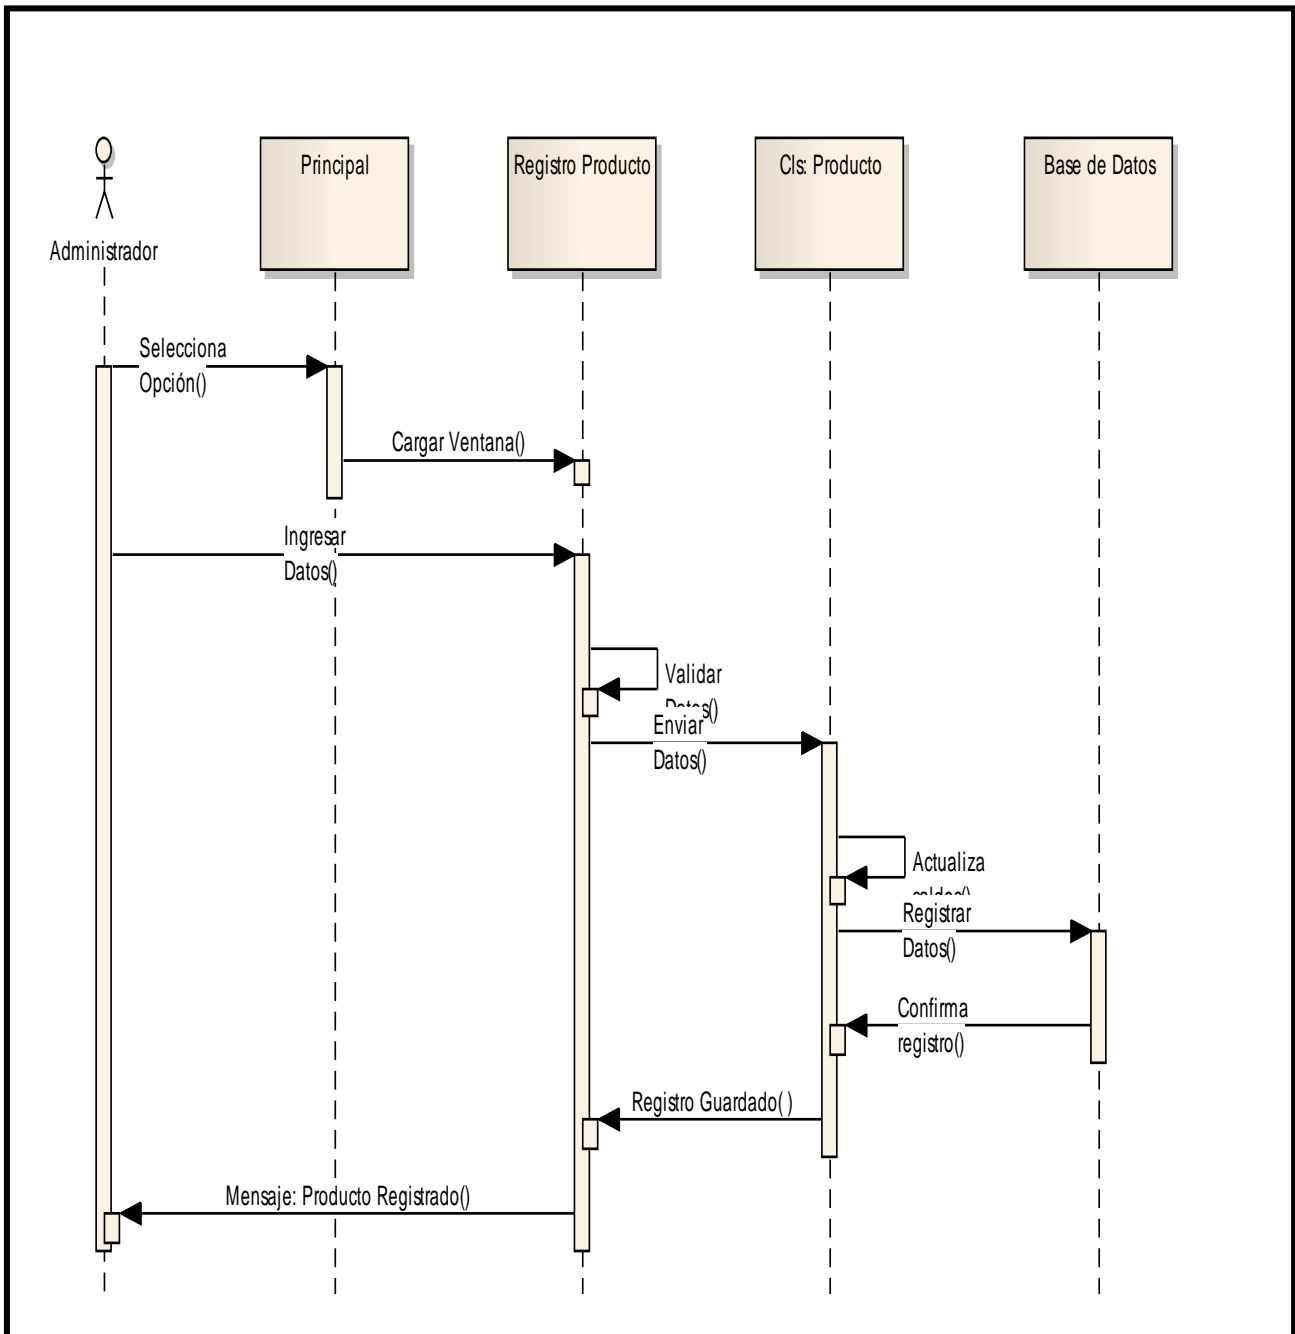 Administrador
Principal
Registro Producto
Cls: Producto
Base de Datos
Selecciona
Opción()
Cargar Ventana()
Ingresar
Datos()
Validar
Datos()
Enviar
Datos()
Actualiza
Registrar
Datos()
Confirma
registro()
Registro Guardado( )
Mensaje: Producto Registrado()